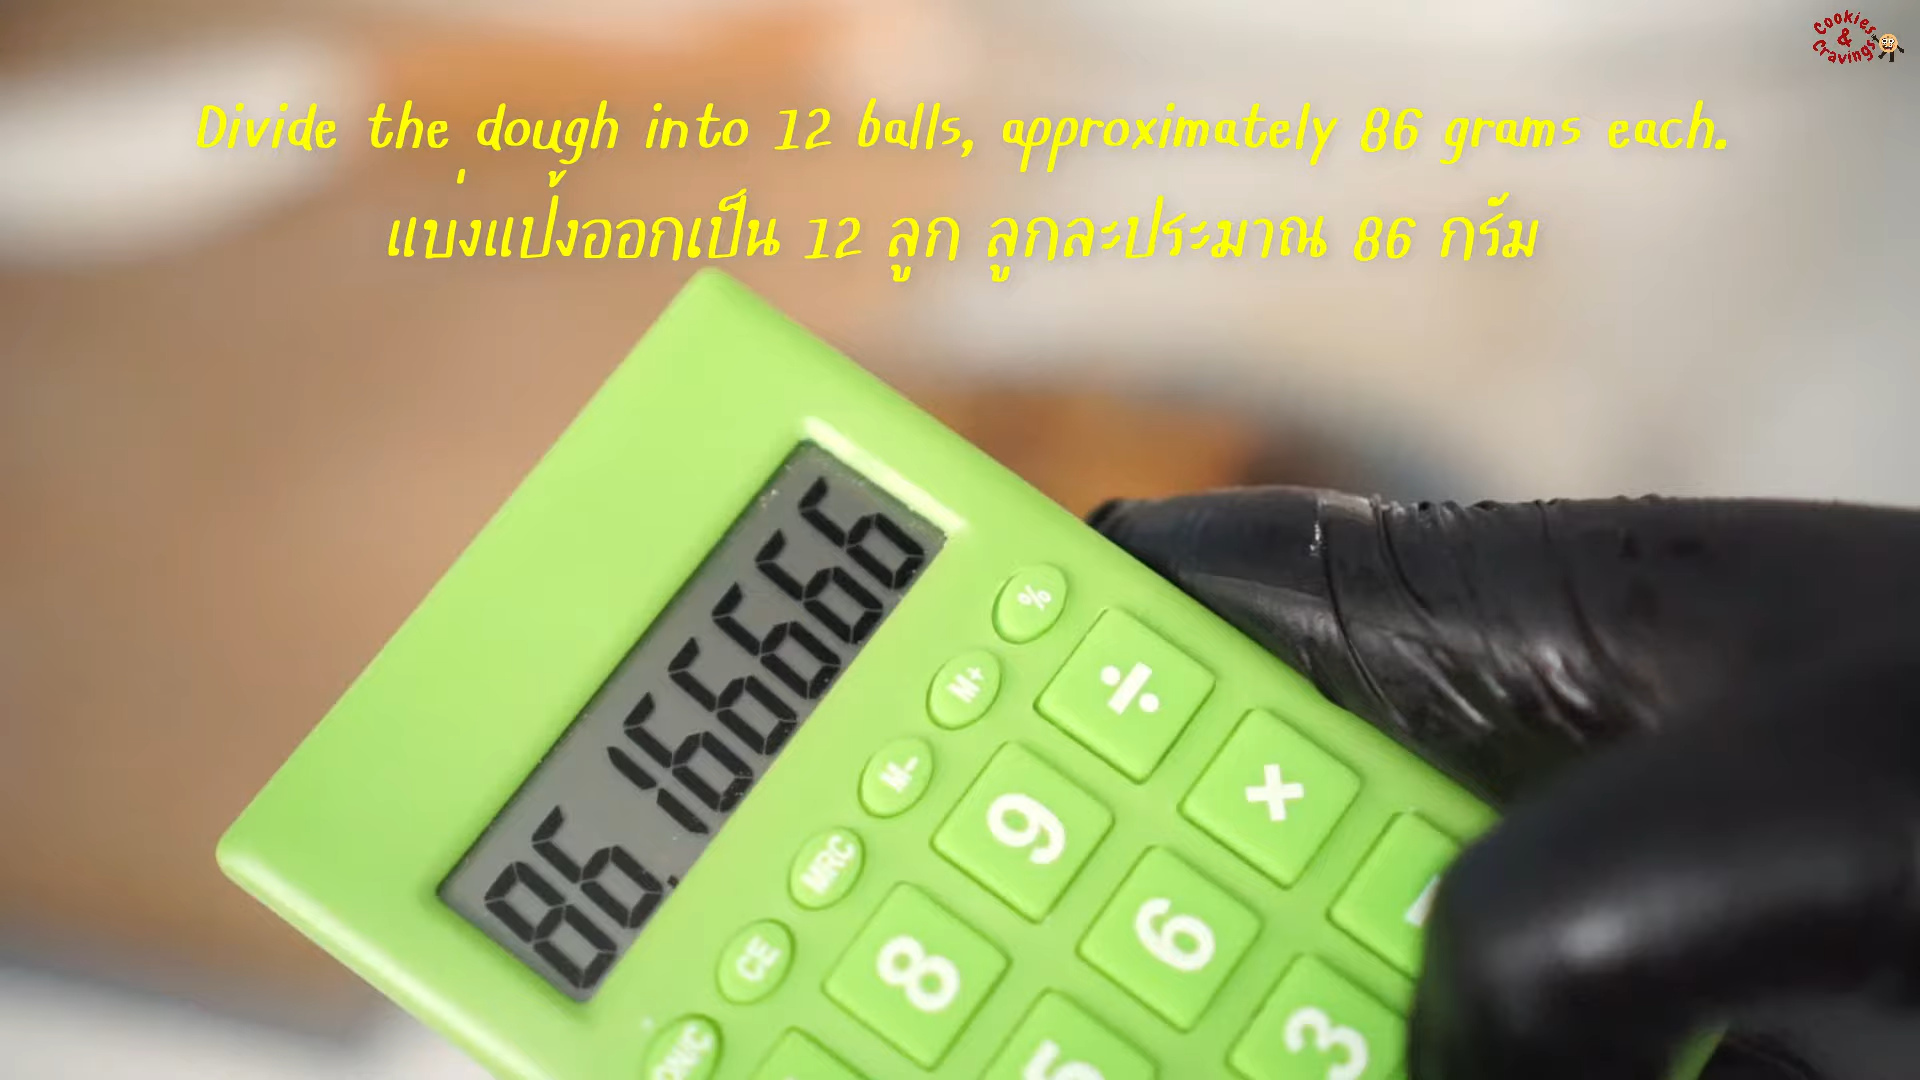 Cookies
&
Cravings
Divide the dough into 12 balls, approximately 86 grams each.
แบ่งแป้งออกเป็น 12 ลูก ลูกละประมาณ 86 กรัม
86.166666
%
M+
÷
M-
×
MRC
9
CE
6
8
ON/C
3
5